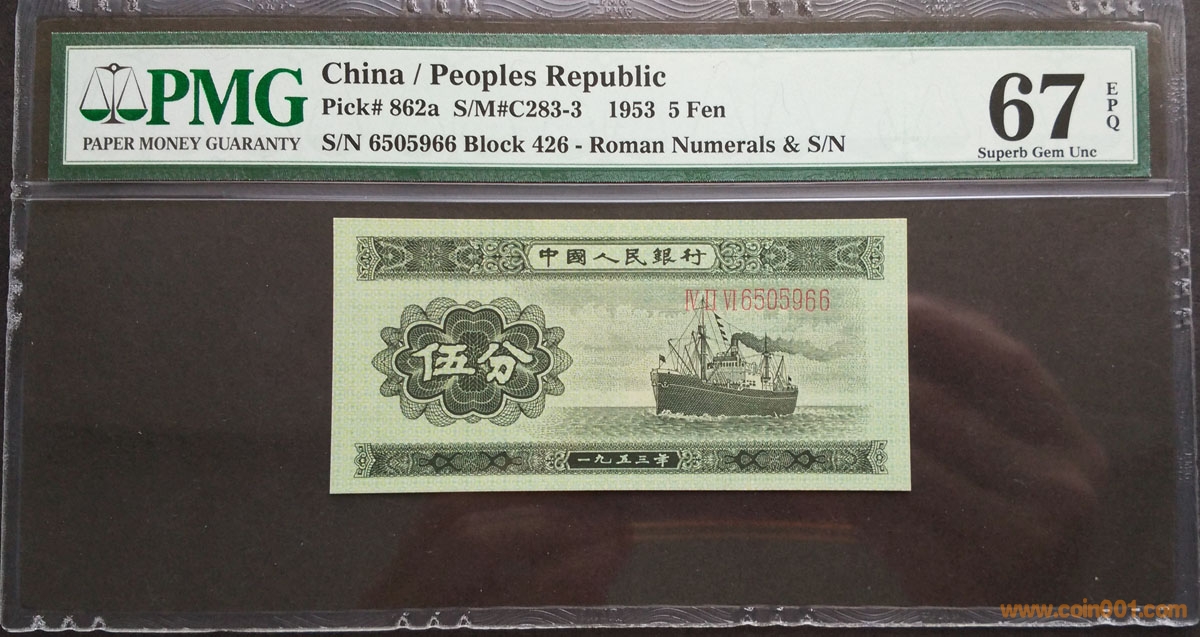 PMG
PAPER MONEY GUARANTY
China / Peoples Republic
Pick# 862a S/M#C283-3 1953 5 Fen
S/N 6505966 Block 426 - Roman Numerals & S/N
67
EPQ
Superb Gem Unc
中國人民銀行
Ⅳ Ⅱ Ⅵ 6505966
伍分
一九五三年
www.coin001.com